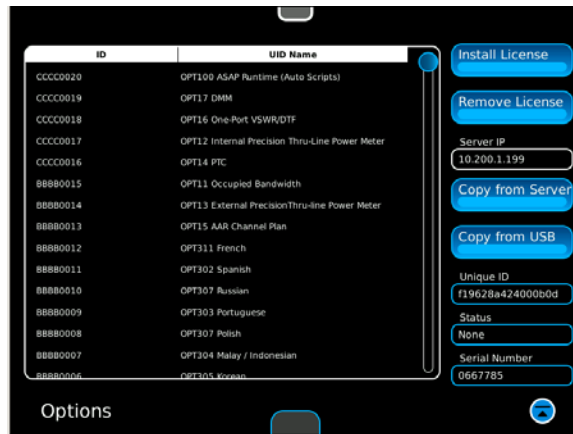 ID UID Name
CCCC0020 OPT100 ASAP Runtime (Auto Scripts)
CCCC0019 OPT17 DMM
CCCC0018 OPT16 One-Port VSWR/DTF
CCCC0017 OPT12 Internal Precision Thru-Line Power Meter
CCCC0016 OPT14 PTC
BBBB0015 OPT11 Occupied Bandwidth
BBBB0014 OPT13 External PrecisionThru-line Power Meter
BBBB0013 OPT15 AAR Channel Plan
BBBB0012 OPT311 French
BBBB0011 OPT302 Spanish
BBBB0010 OPT307 Russian
BBBB0009 OPT303 Portuguese
BBBB0008 OPT307 Polish
BBBB0007 OPT304 Malay / Indonesian
BBBB0006 OPT305 Korean
Install License
Remove License
Server IP
10.200.1.199
Copy from Server
Copy from USB
Unique ID
f19628a424000b0d
Status
None
Serial Number
0667785
Options